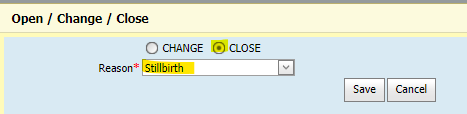 Open / Change / Close
CHANGE CLOSE
Reason* Stillbirth
Save Cancel